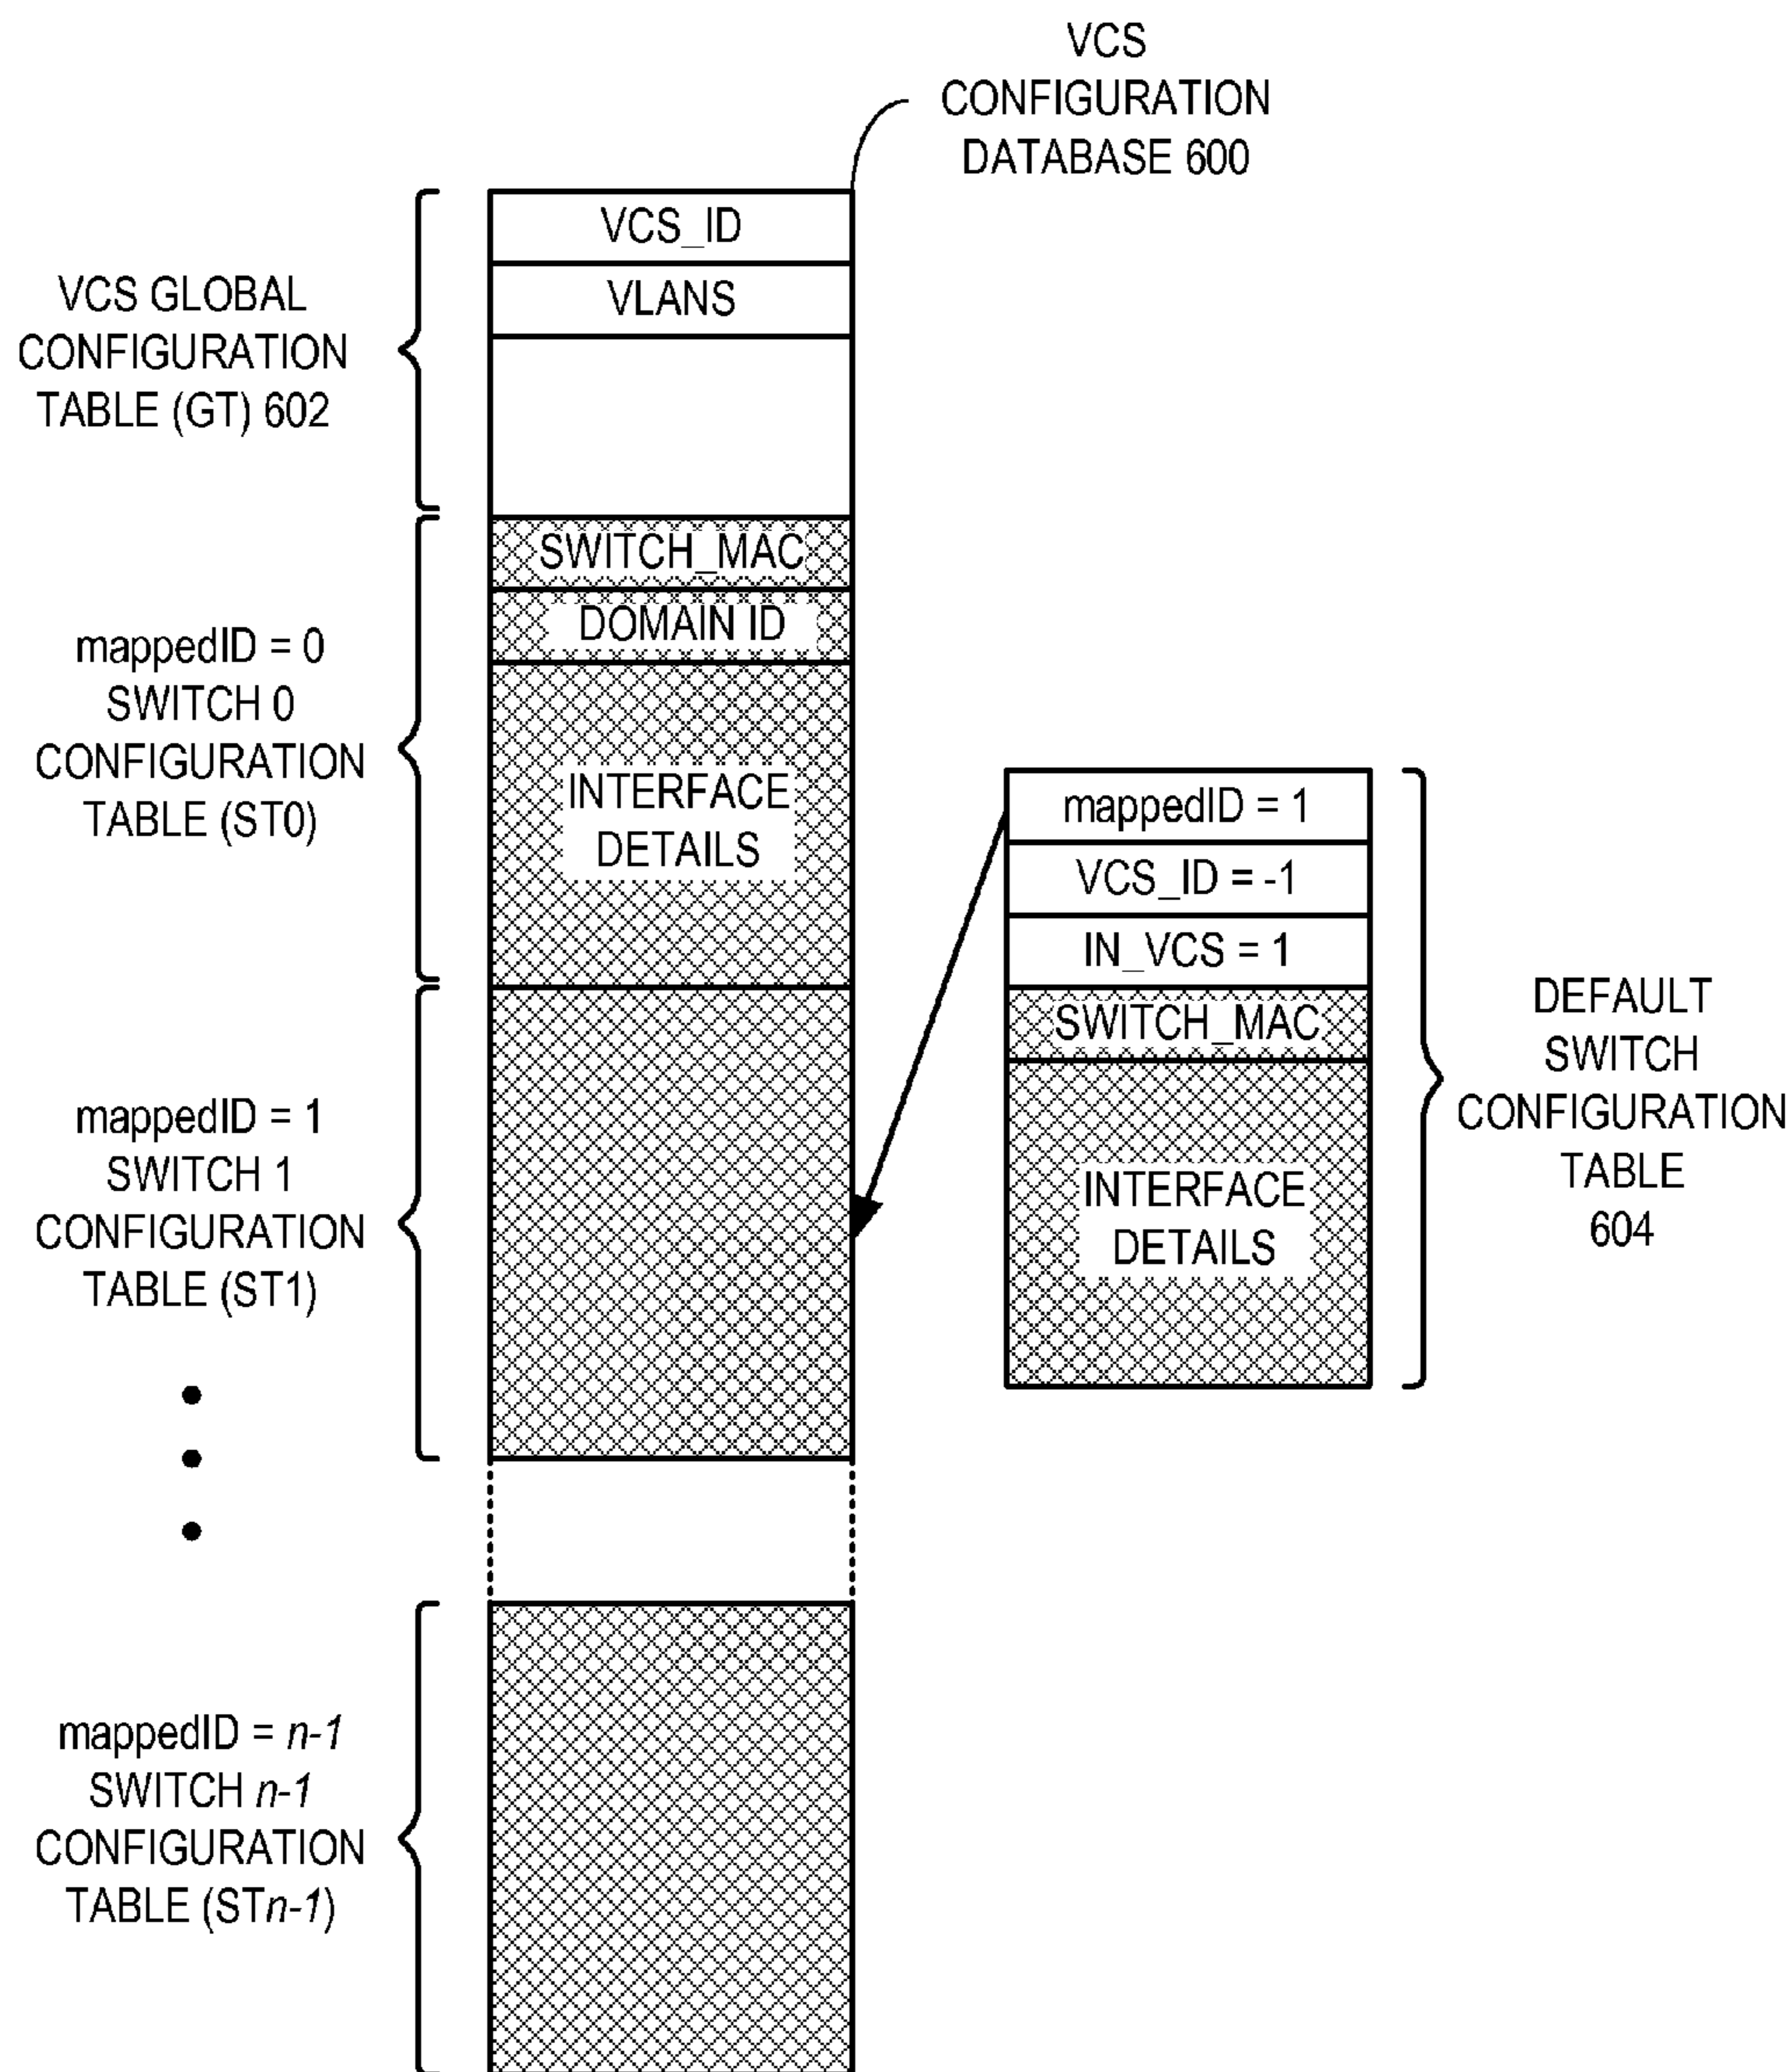 VCS
CONFIGURATION
DATABASE 600
VCS GLOBAL
CONFIGURATION
TABLE (GT) 602
VCS_ID
VLANS
mappedID = 0
SWITCH 0
CONFIGURATION
TABLE (ST0)
SWITCH_MAC
DOMAIN ID
INTERFACE
DETAILS
mappedID = 1
SWITCH 1
CONFIGURATION
TABLE (ST1)
mappedID = 1
VCS_ID = -1
IN_VCS = 1
SWITCH_MAC
INTERFACE
DETAILS
DEFAULT
SWITCH
CONFIGURATION
TABLE
604
mappedID = n-1
SWITCH n-1
CONFIGURATION
TABLE (STn-1)